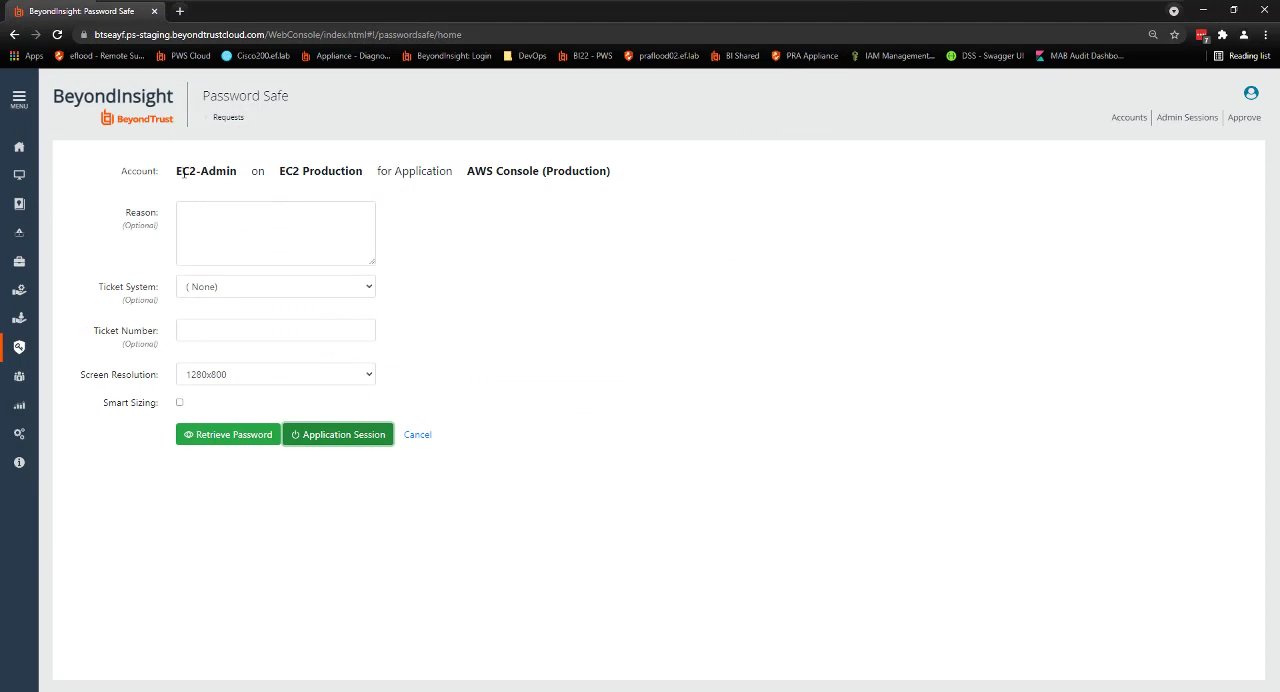 BeyondInsight: Password Safe
btseayf.ps-staging.beyondtrustcloud.com/WebConsole/index.html#!/passwordsafe/home
Apps eflood - Remote Su... PWS Cloud Cisco200.ef.lab Appliance - Diagno... BeyondInsight: Login DevOps BI22 - PWS praflood02.ef.lab BI Shared PRA Appliance IAM Management... DSS - Swagger UI MAB Audit Dashbo... Reading list
MENU
BeyondInsight
BeyondTrust
Password Safe
Requests
Accounts Admin Sessions Approve
Account: EC2-Admin on EC2 Production for Application AWS Console (Production)
Reason:
(Optional)
Ticket System: ( None)
(Optional)
Ticket Number:
(Optional)
Screen Resolution: 1280x800
Smart Sizing:
Retrieve Password Application Session Cancel